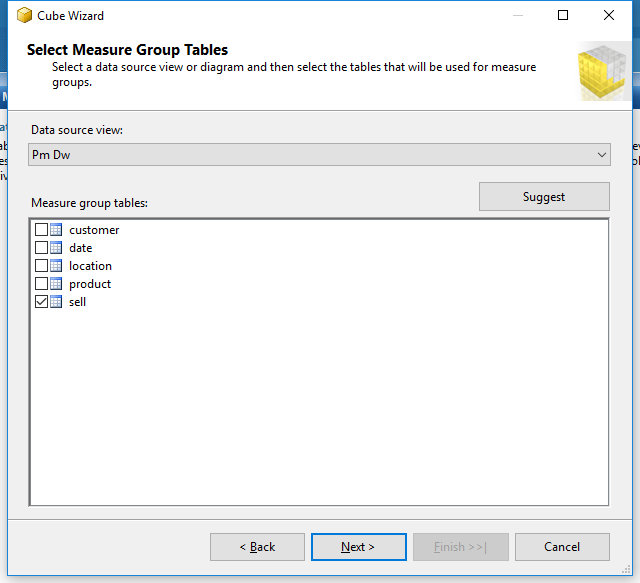 Cube Wizard
Select Measure Group Tables
Select a data source view or diagram and then select the tables that will be used for measure
groups.
Data source view:
Pm Dw
Suggest
Measure group tables:
customer
date
location
product
sell
< Back
Next >
Finish >>|
Cancel